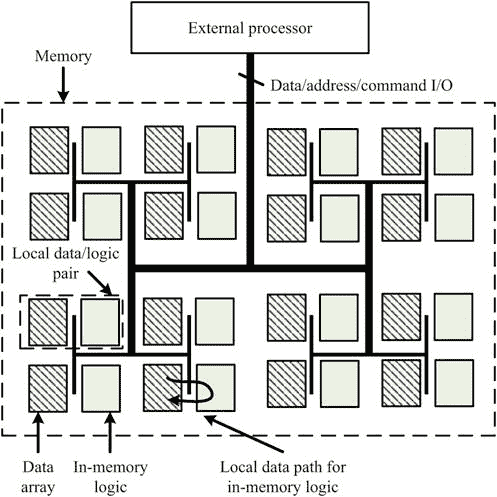 External processor
Memory
Data/address/command I/O
Local data/logic
pair
Data
array
In-memory
logic
Local data path for
in-memory logic